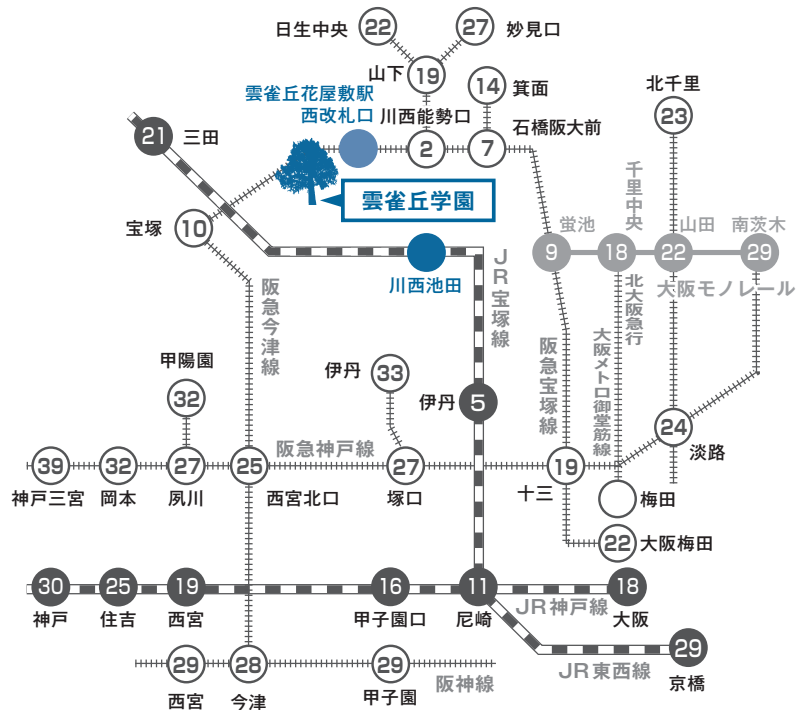 日生中央
22
27
妙見口
山下
19
14
箕面
北千里
23
雲雀丘花屋敷駅
西改札口
川西能勢口
2
7
石橋阪大前
21
三田
雲雀丘学園
宝塚
10
川西池田
JR宝塚線
蛍池
9
千里中央
18
山田
22
南茨木
29
大阪モノレール
北大阪急行
大阪メトロ御堂筋線
阪急宝塚線
阪急今津線
甲陽園
32
伊丹
33
伊丹
5
24
淡路
阪急神戸線
39
神戸三宮
32
岡本
27
夙川
25
西宮北口
27
塚口
19
十三
梅田
22
大阪梅田
30
神戸
25
住吉
19
西宮
16
甲子園口
11
尼崎
JR神戸線
18
大阪
JR東西線
29
京橋
29
西宮
28
今津
29
甲子園
阪神線